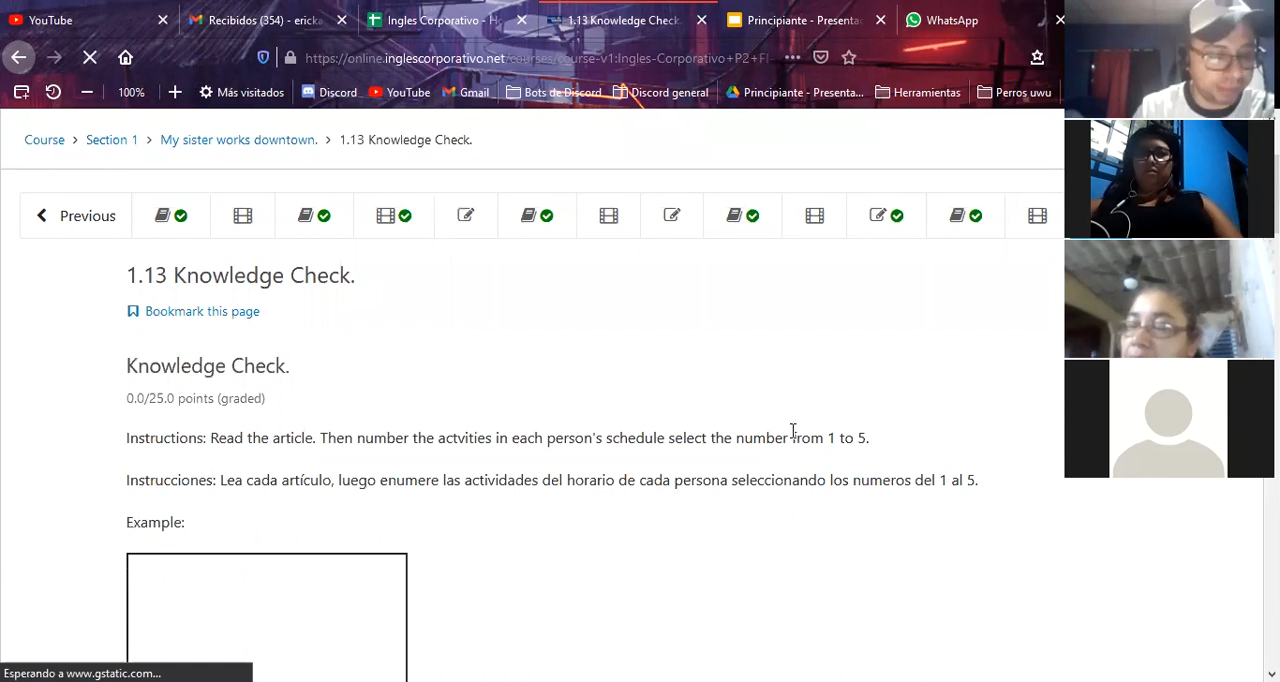 YouTube
Recibidos (354) - ericka
Ingles Corporativo - Ho
1.13 Knowledge Check.
Principiante - Presenta
WhatsApp
https://online.inglescorporativo.net/courses/course-v1:Ingles-Corporativo+P2+Fl
100%
Más visitados
Discord
YouTube
Gmail
Bots de Discord
Discord general
Principiante - Presenta...
Herramientas
Perros uwu
Course > Section 1 > My sister works downtown. > 1.13 Knowledge Check.
Previous
1.13 Knowledge Check.
Bookmark this page
Knowledge Check.
0.0/25.0 points (graded)
Instructions: Read the article. Then number the actvities in each person's schedule select the number from 1 to 5.
Instrucciones: Lea cada artículo, luego enumere las actividades del horario de cada persona seleccionando los numeros del 1 al 5.
Example:
Esperando a www.gstatic.com...